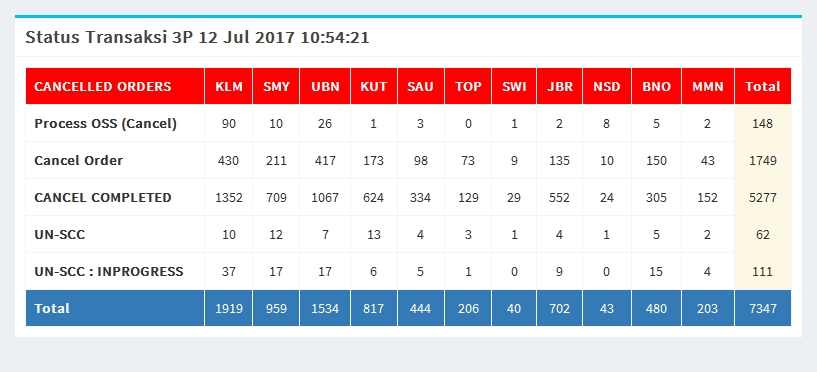 Status Transaksi 3P 12 Jul 2017 10:54:21
CANCELLED ORDERS KLM SMY UBN KUT SAU TOP SWI JBR NSD BNO MMN Total
Process OSS (Cancel) 90 10 26 1 3 0 1 2 8 5 2 148
Cancel Order 430 211 417 173 98 73 9 135 10 150 43 1749
CANCEL COMPLETED 1352 709 1067 624 334 129 29 552 24 305 152 5277
UN-SCC 10 12 7 13 4 3 1 4 1 5 2 62
UN-SCC : INPROGRESS 37 17 17 6 5 1 0 9 0 15 4 111
Total 1919 959 1534 817 444 206 40 702 43 480 203 7347